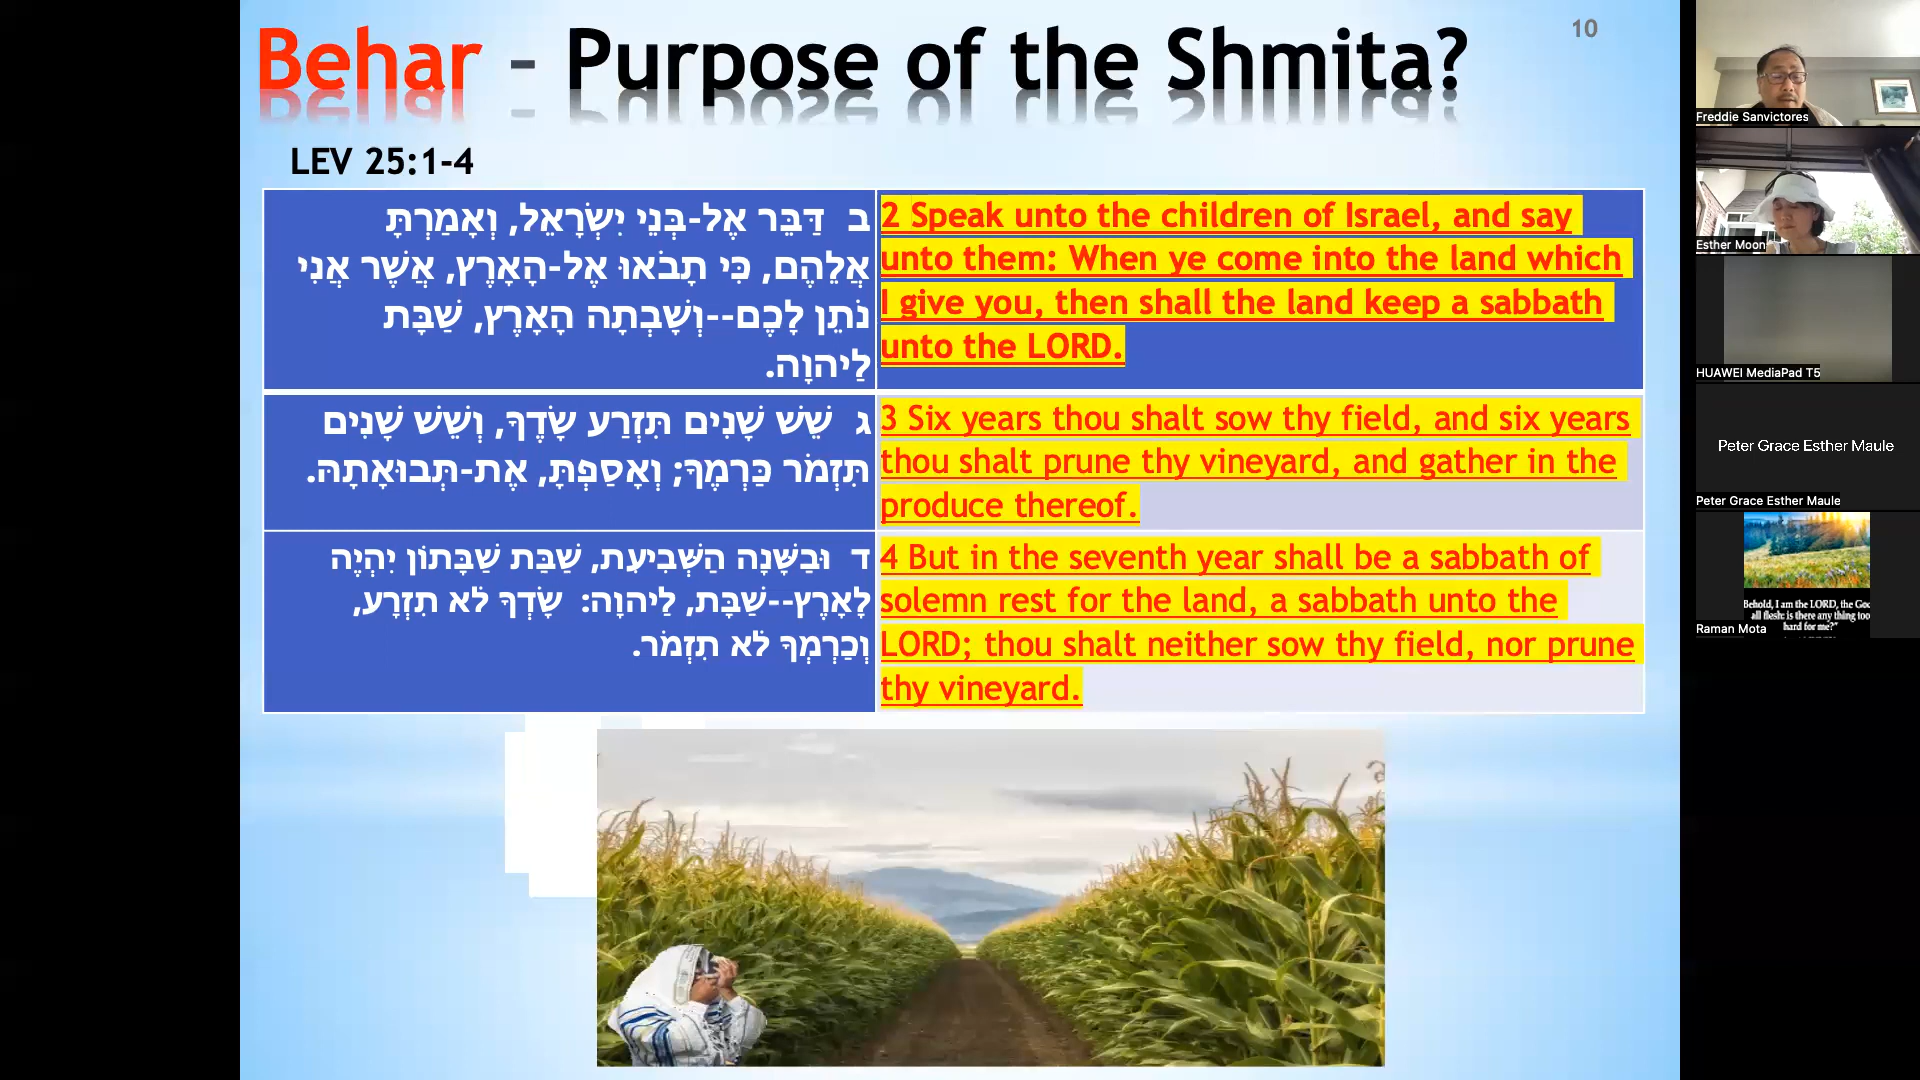 Behar - Purpose of the Shmita?
10
LEV 25:1-4
ב דַּבֵּר אֶל-בְּנֵי יִשְׂרָאֵל, וְאָמַרְתָּ
אֲלֵהֶם, כִּי תָבֹאוּ אֶל-הָאָרֶץ, אֲשֶׁר אֲנִי
נֹתֵן לָכֶם--וְשָׁבְתָה הָאָרֶץ, שַׁבָּת
לַיהוָה.
2 Speak unto the children of Israel, and say
unto them: When ye come into the land which
I give you, then shall the land keep a sabbath
unto the LORD.
ג שֵׁשׁ שָׁנִים תִּזְרַע שָׂדֶךָ, וְשֵׁשׁ שָׁנִים
תִּזְמֹר כַּרְמֶךָ; וְאָסַפְתָּ, אֶת-תְּבוּאָתָהּ.
3 Six years thou shalt sow thy field, and six years
thou shalt prune thy vineyard, and gather in the
produce thereof.
ד וּבַשָּׁנָה הַשְּׁבִיעִת, שַׁבַּת שַׁבָּתוֹן יִהְיֶה
לָאָרֶץ--שַׁבָּת, לַיהוָה: שָׂדְךָ לֹא תִזְרָע,
וְכַרְמְךָ לֹא תִזְמֹר.
4 But in the seventh year shall be a sabbath of
solemn rest for the land, a sabbath unto the
LORD; thou shalt neither sow thy field, nor prune
thy vineyard.
Freddie Sanvictores
Esther Moon
HUAWEI MediaPad T5
Peter Grace Esther Maule
Peter Grace Esther Maule
Behold, I am the LORD, the God
all flesh: is there any thing too
hard for me?"
Raman Mota